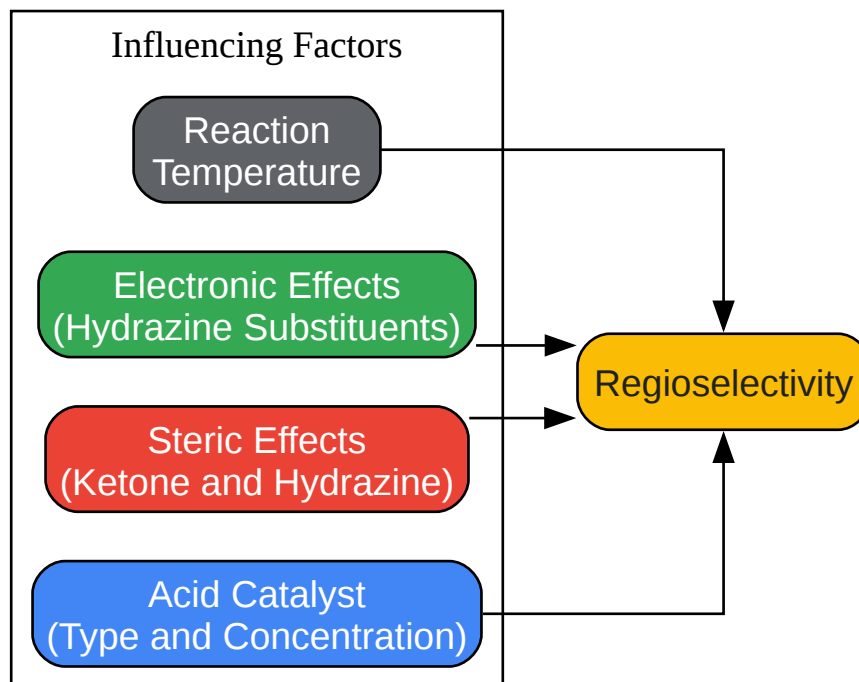 Influencing Factors
Reaction
Temperature
Electronic Effects
(Hydrazine Substituents)
Regioselectivity
Steric Effects
(Ketone and Hydrazine)
Acid Catalyst
(Type and Concentration)